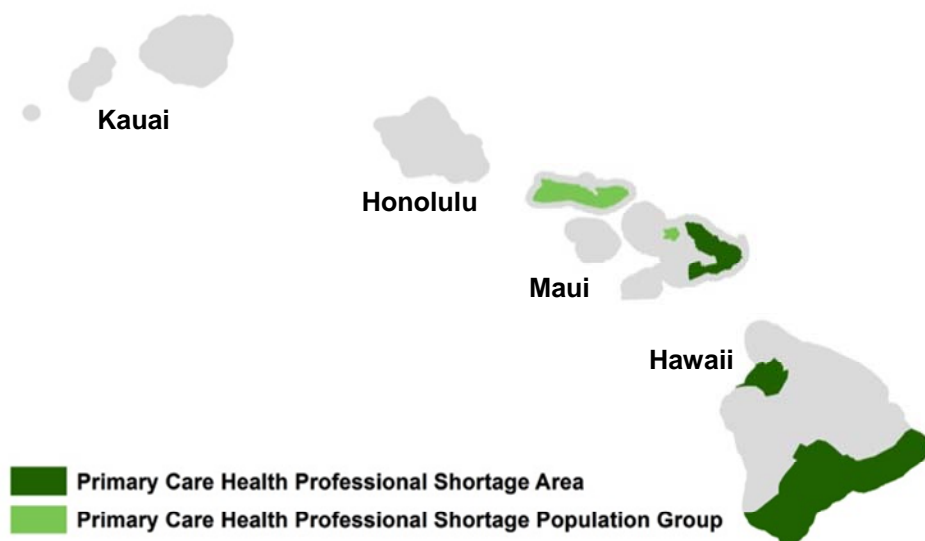 Kauai
Honolulu
Maui
Hawaii
Primary Care Health Professional Shortage Area
Primary Care Health Professional Shortage Population Group